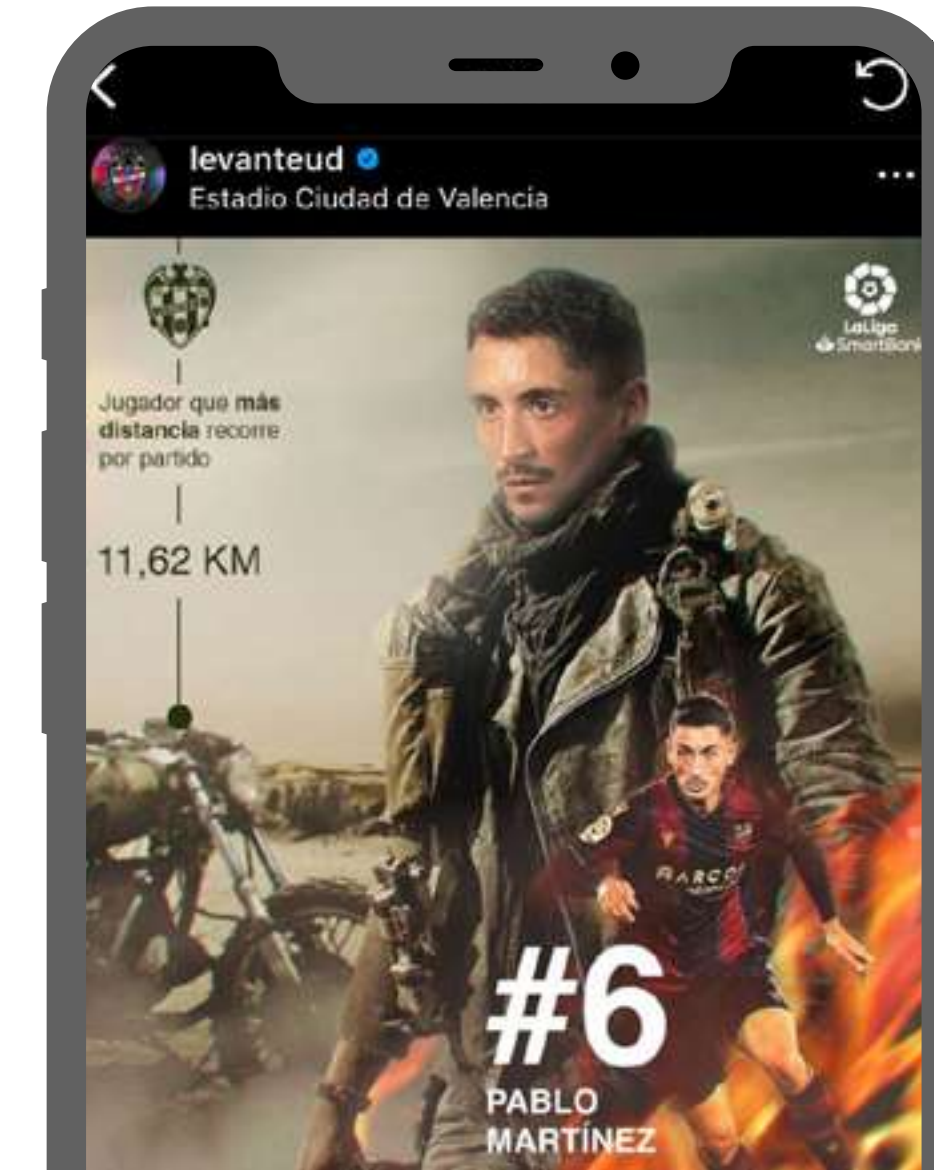 levanteud
Estadio Ciudad de Valencia
LaLiga
SmartBank
Jugador que más
distancia recorre
por partido
11,62 KM
#6
PABLO
MARTÍNEZ